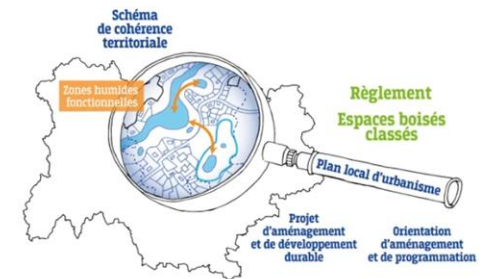 Schéma
de cohérence
territoriale
Zones humides
fonctionnelles
Règlement
Espaces boisés
classés
Plan local d'urbanisme
Projet
d'aménagement
et de développement
durable
Orientation
d'aménagement
et de programmation